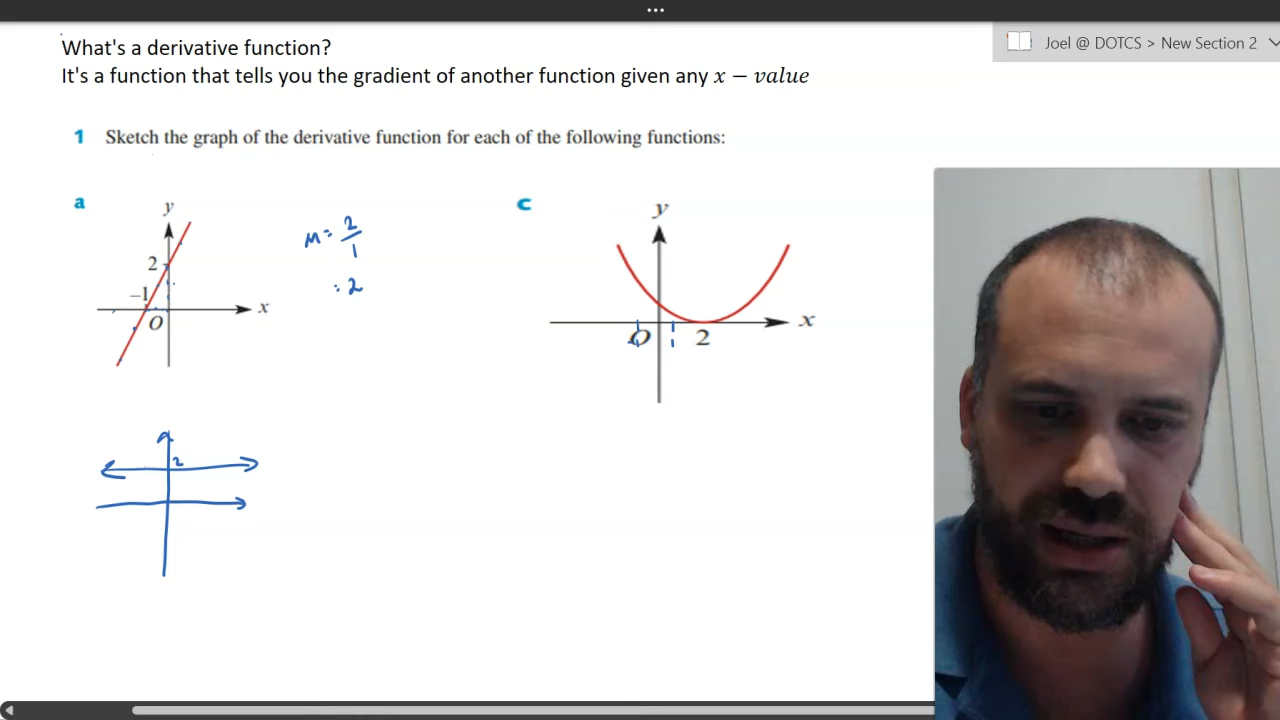 What's a derivative function?
Joel @ DOTCS > New Section 2
It's a function that tells you the gradient of another function given any x − value
1 Sketch the graph of the derivative function for each of the following functions:
a
y
2
−1
O
x
M = 2/1
= 2
c
y
O
2
x
2